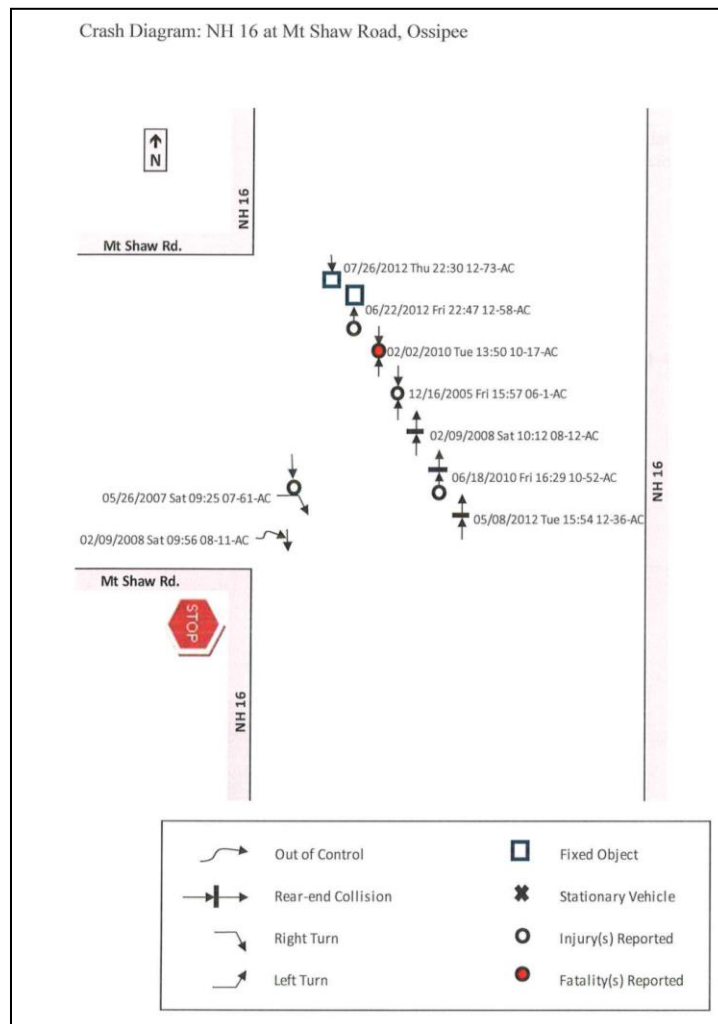 Crash Diagram: NH 16 at Mt Shaw Road, Ossipee
N
NH 16
Mt Shaw Rd.
07/26/2012 Thu 22:30 12-73-AC
06/22/2012 Fri 22:47 12-58-AC
02/02/2010 Tue 13:50 10-17-AC
12/16/2005 Fri 15:57 06-1-AC
02/09/2008 Sat 10:12 08-12-AC
06/18/2010 Fri 16:29 10-52-AC
NH 16
05/26/2007 Sat 09:25 07-61-AC
05/08/2012 Tue 15:54 12-36-AC
02/09/2008 Sat 09:56 08-11-AC
Mt Shaw Rd.
STOP
NH 16
Out of Control
Fixed Object
Rear-end Collision
Stationary Vehicle
Right Turn
Injury(s) Reported
Left Turn
Fatality(s) Reported